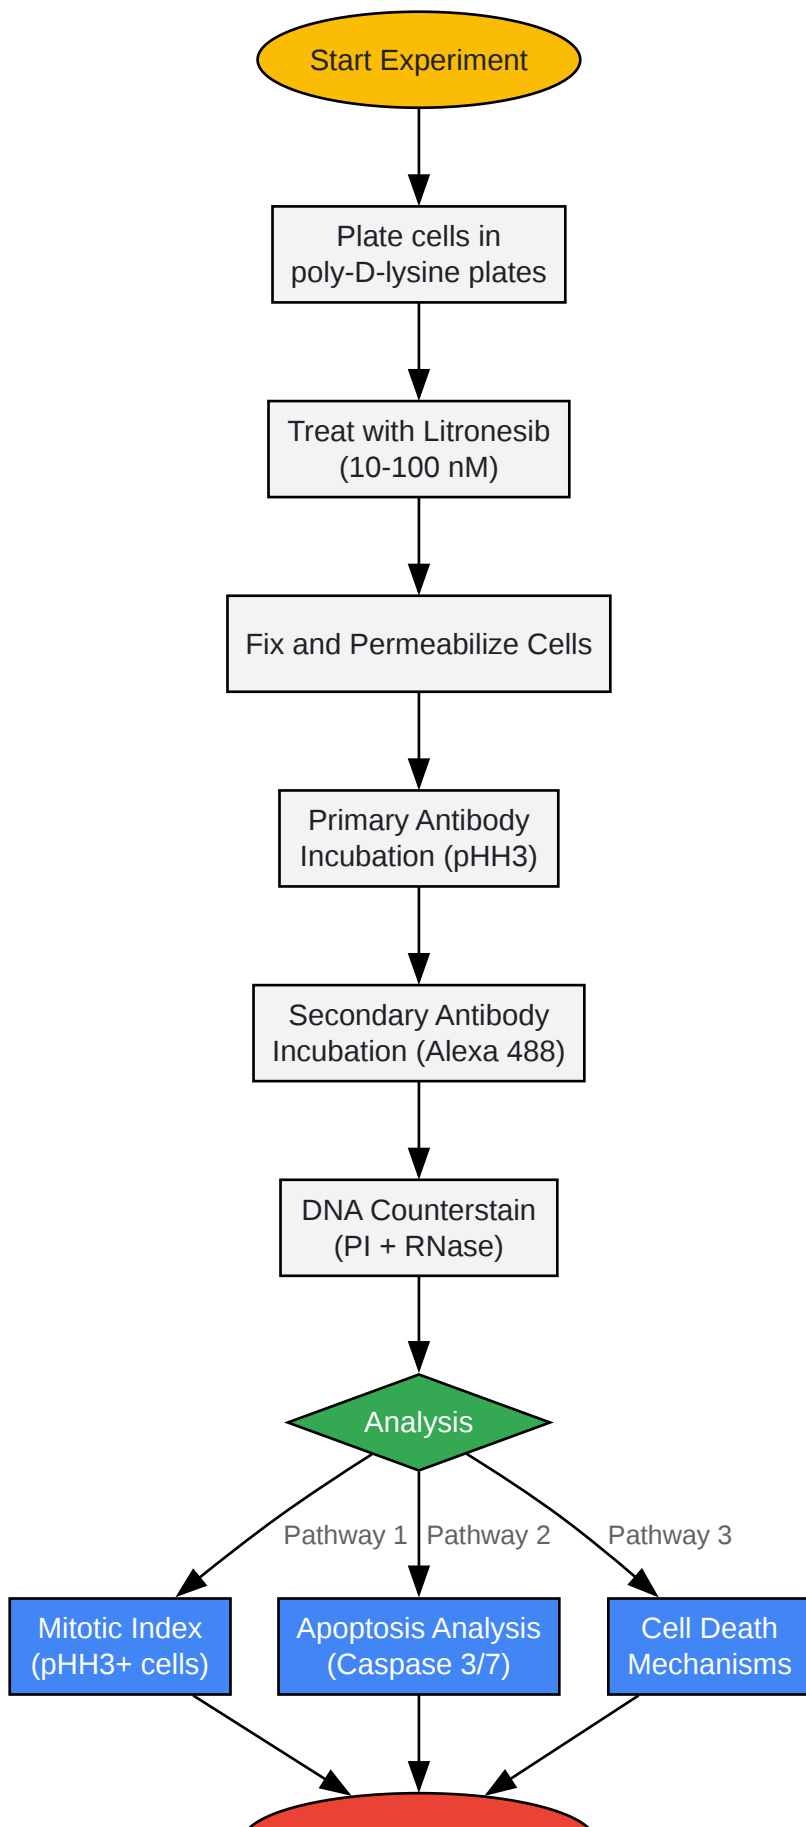 Start Experiment
Plate cells in
poly-D-lysine plates
Treat with Litronesib
(10-100 nM)
Fix and Permeabilize Cells
Primary Antibody
Incubation (pHH3)
Secondary Antibody
Incubation (Alexa 488)
DNA Counterstain
(PI + RNase)
Analysis
Pathway 1
Pathway 2
Pathway 3
Mitotic Index
(pHH3+ cells)
Apoptosis Analysis
(Caspase 3/7)
Cell Death
Mechanisms